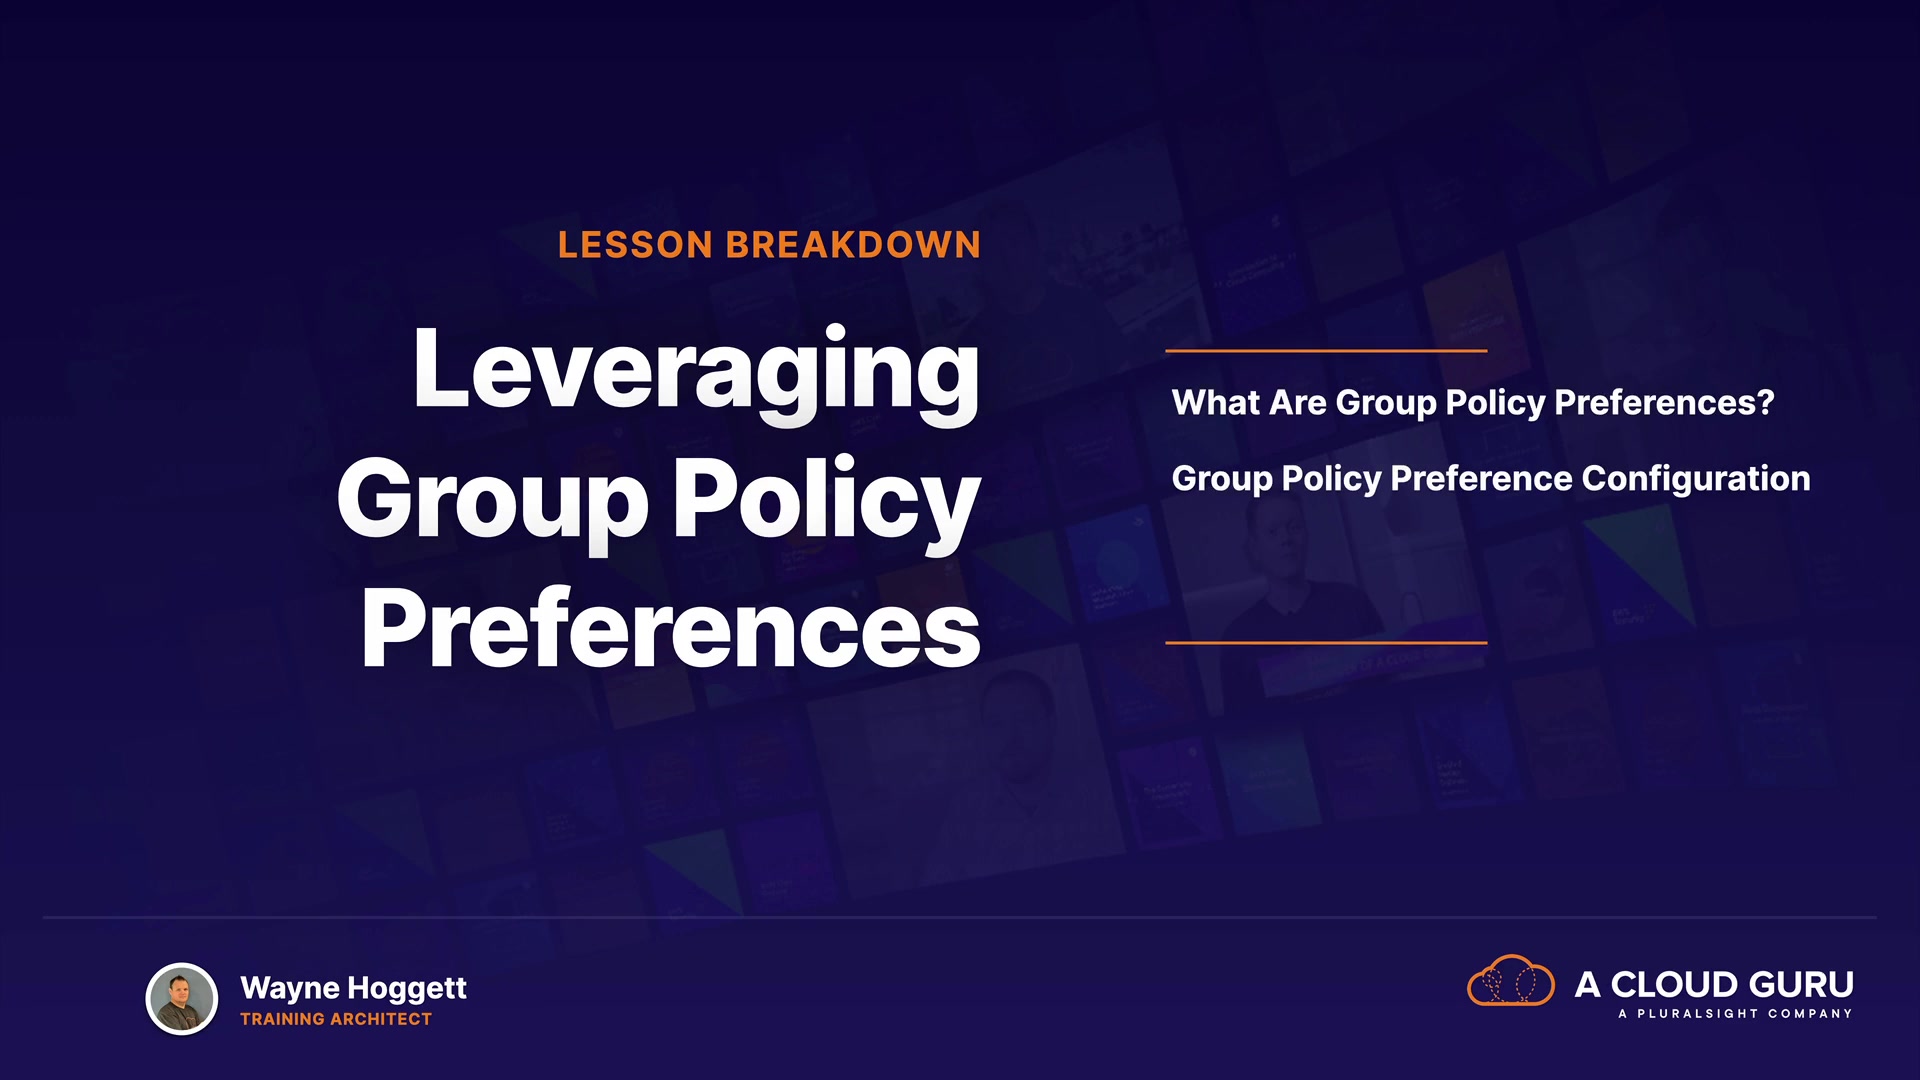 LESSON BREAKDOWN
Leveraging
Group Policy
Preferences
What Are Group Policy Preferences?
Group Policy Preference Configuration
Wayne Hoggett
TRAINING ARCHITECT
A CLOUD GURU
A PLURALSIGHT COMPANY